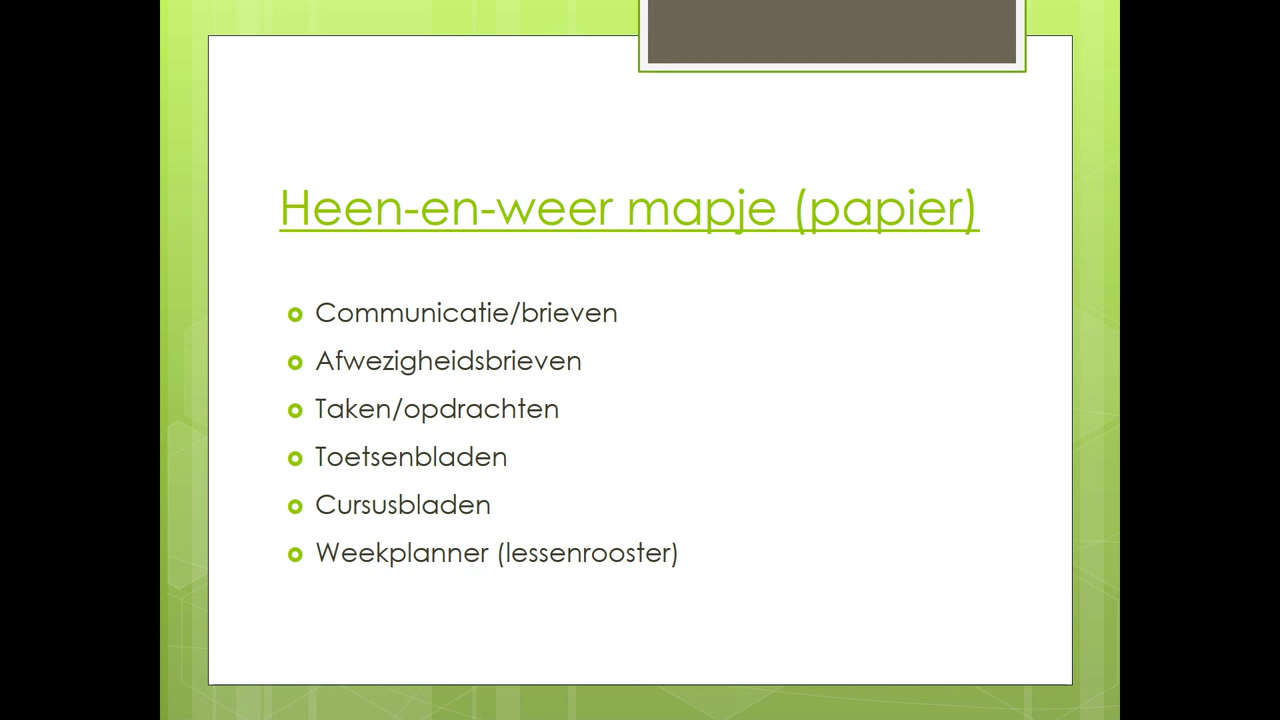 Heen-en-weer mapje (papier)
Communicatie/brieven
Afwezigheidsbrieven
Taken/opdrachten
Toetsenbladen
Cursusbladen
Weekplanner (lessenrooster)